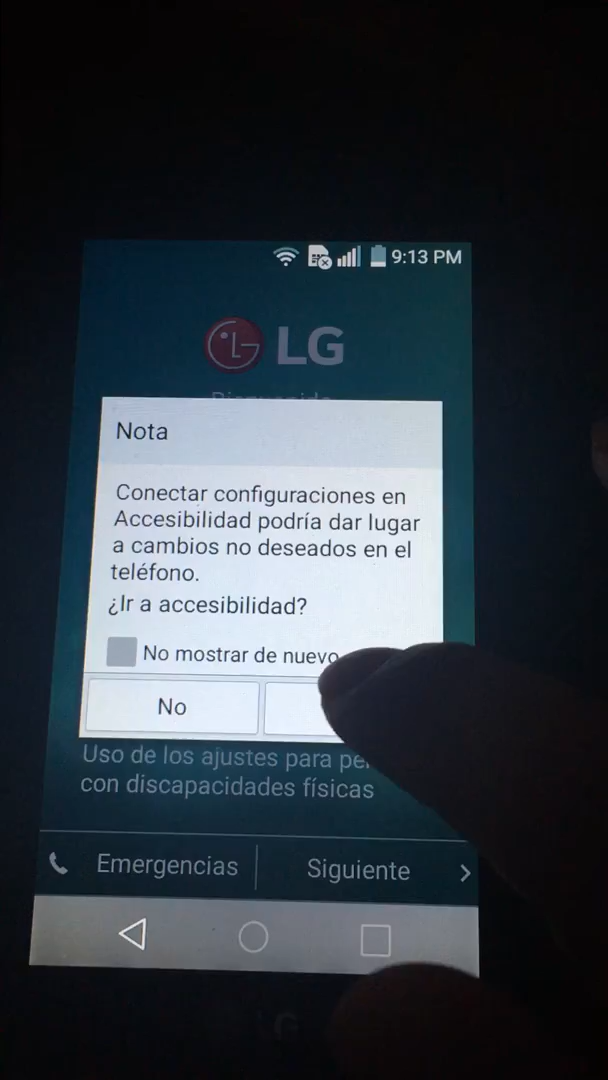 9:13 PM
LG
Nota
Conectar configuraciones en
Accesibilidad podría dar lugar
a cambios no deseados en el
teléfono.
¿Ir a accesibilidad?
No mostrar de nuevo
No
Uso de los ajustes para
con discapacidades físicas
Emergencias
Siguiente